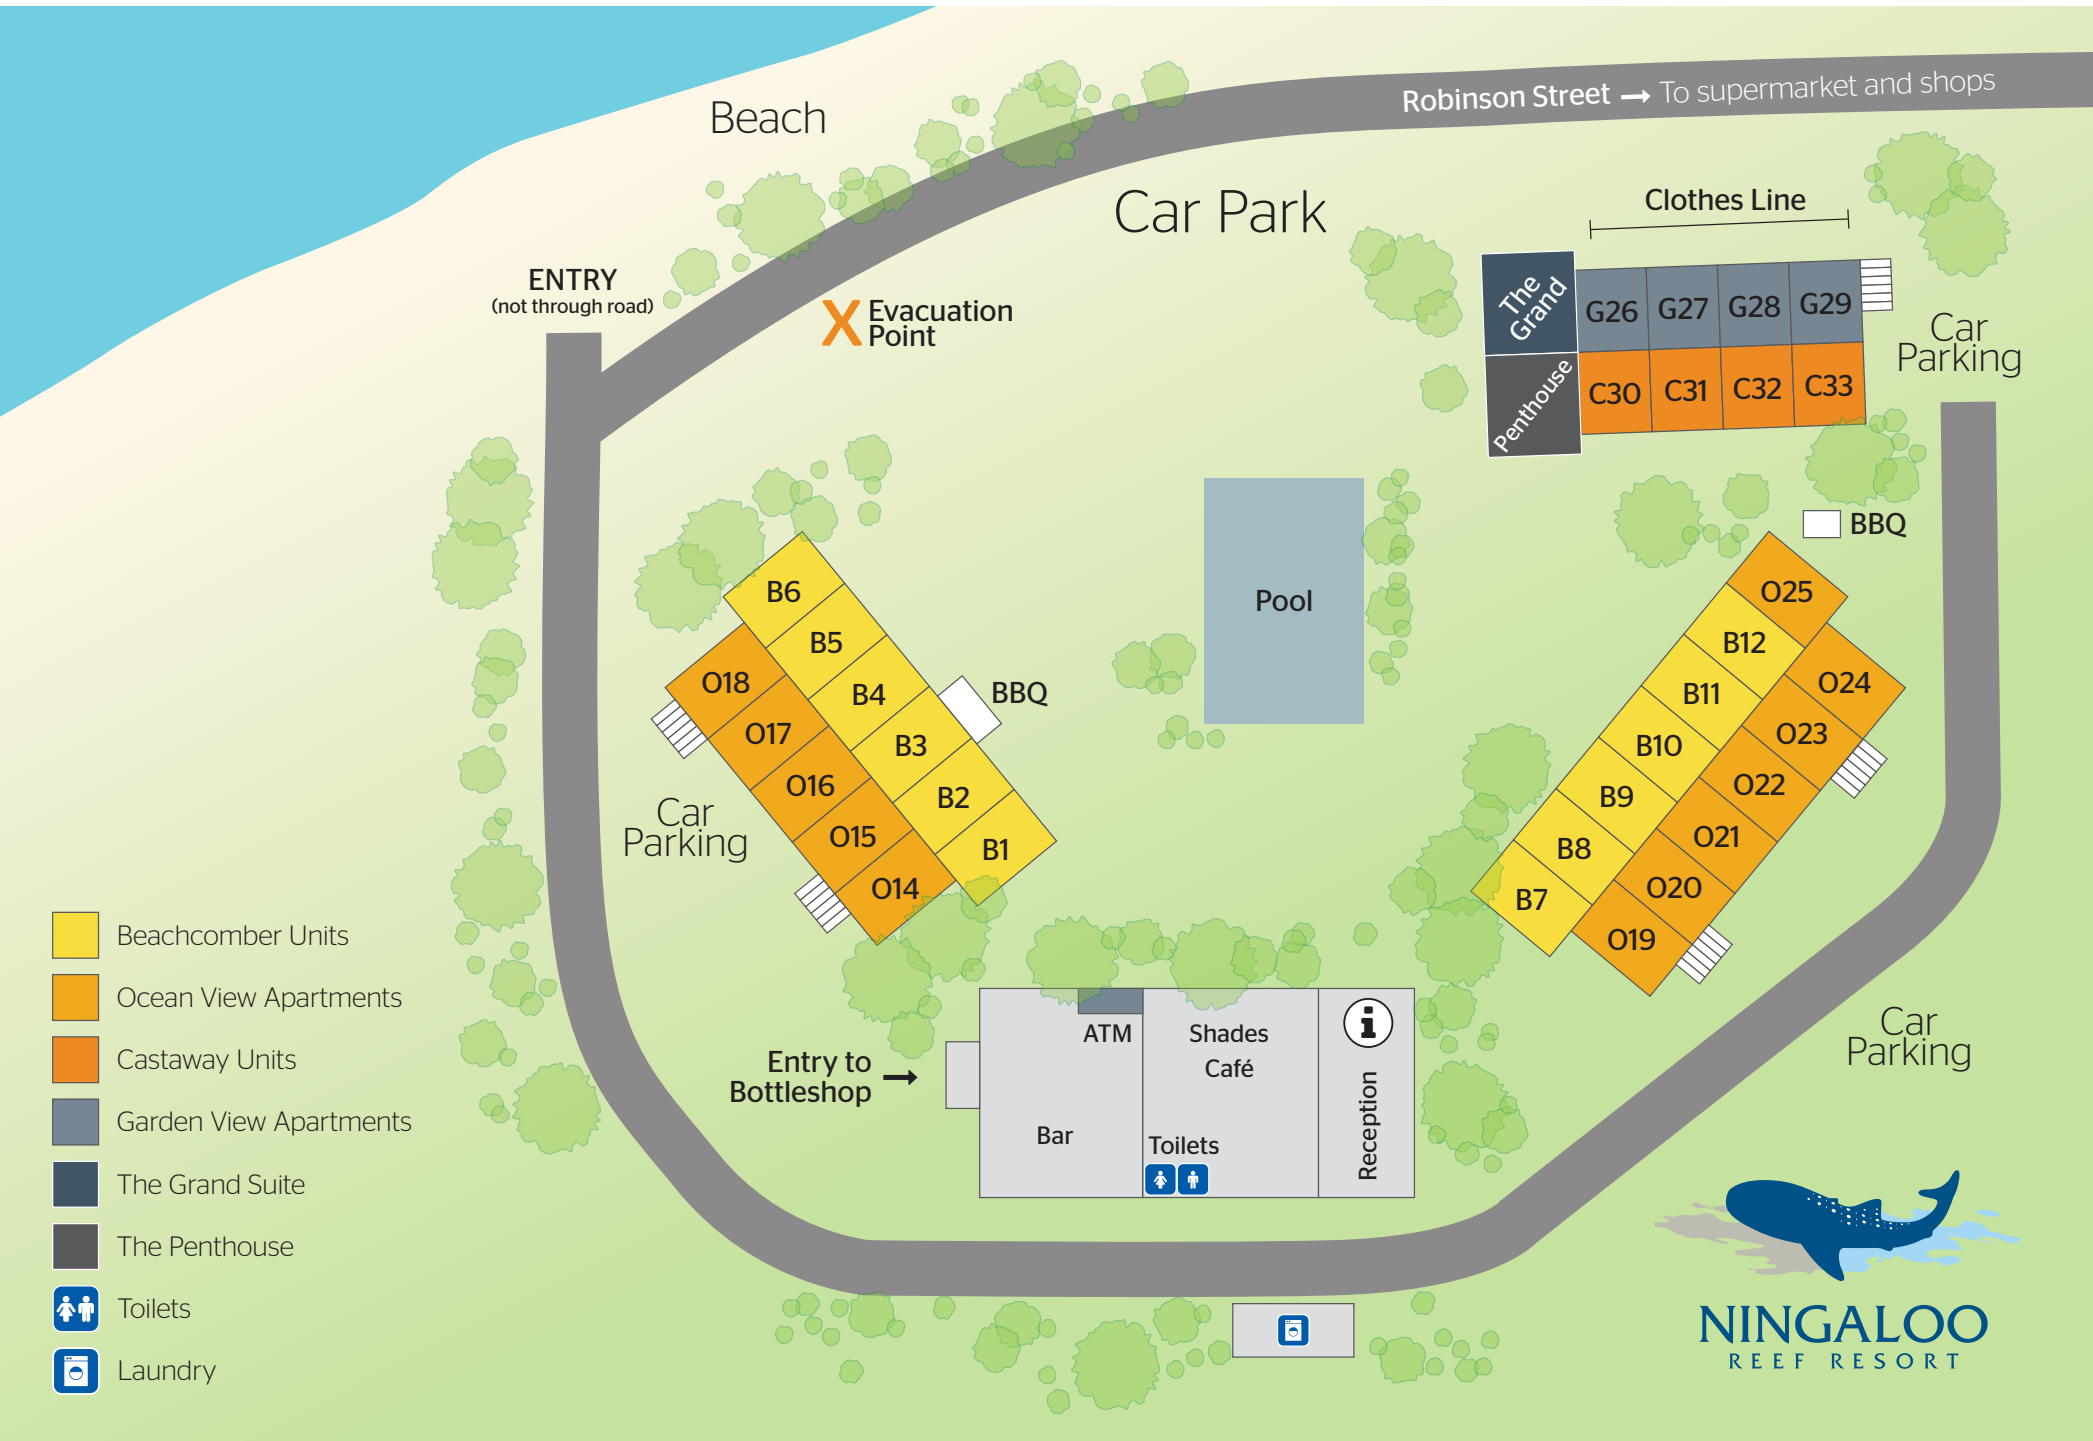 Beach
Robinson Street → To supermarket and shops
Car Park
Clothes Line
ENTRY
(not through road)
X Evacuation
Point
The
Grand
G26
G27
G28
G29
Penthouse
C30
C31
C32
C33
Car
Parking
BBQ
Pool
B6
B5
B4
B3
B2
B1
O18
O17
O16
O15
O14
BBQ
Car
Parking
O25
B12
B11
B10
B9
B8
B7
O24
O23
O22
O21
O20
O19
Car
Parking
Entry to
Bottleshop →
ATM
Bar
Shades
Café
Toilets
i
Reception
Beachcomber Units
Ocean View Apartments
Castaway Units
Garden View Apartments
The Grand Suite
The Penthouse
Toilets
Laundry
NINGALOO
REEF RESORT